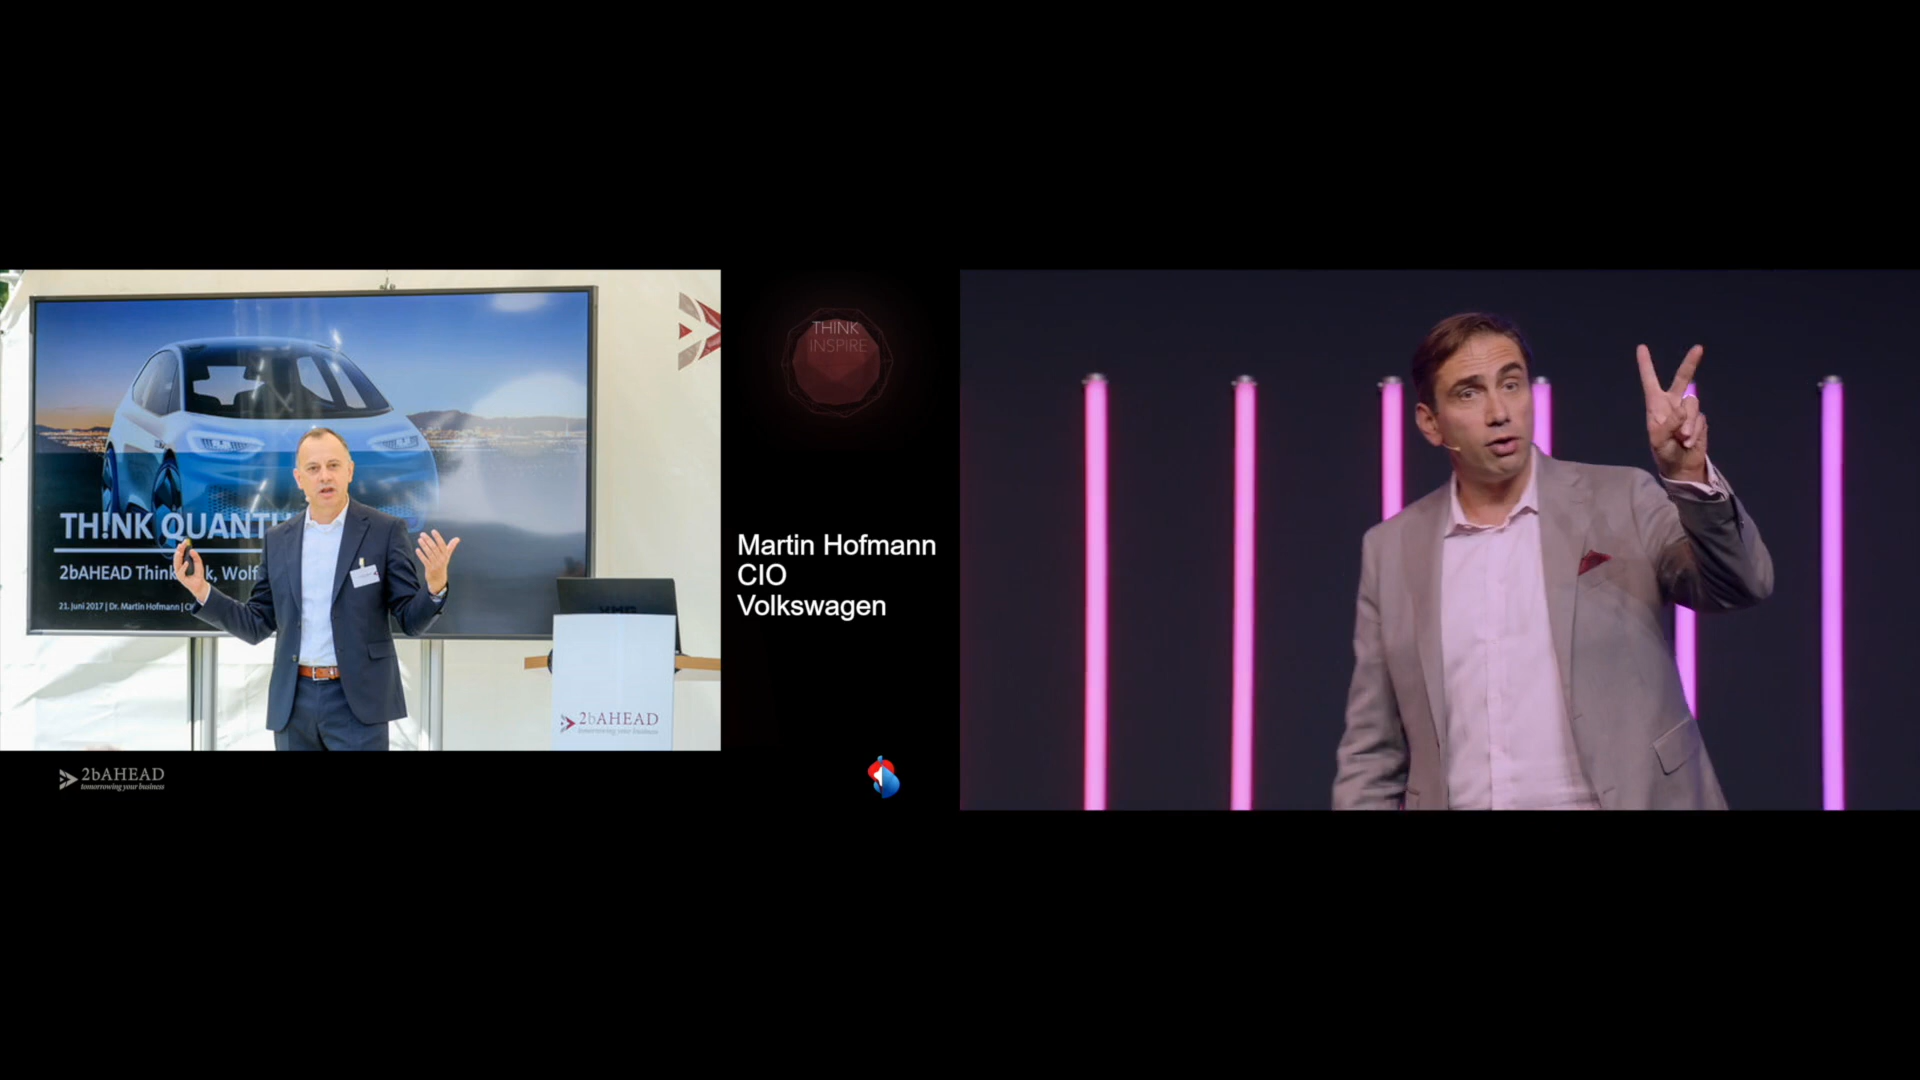 TH!NK QUANT
2bAHEAD Think k, Wolf
21. Juni 2017 | Dr. Martin Hofmann |
2bAHEAD
tomorrowing your business
2bAHEAD
tomorrowing your business
THINK
INSPIRE
Martin Hofmann
CIO
Volkswagen